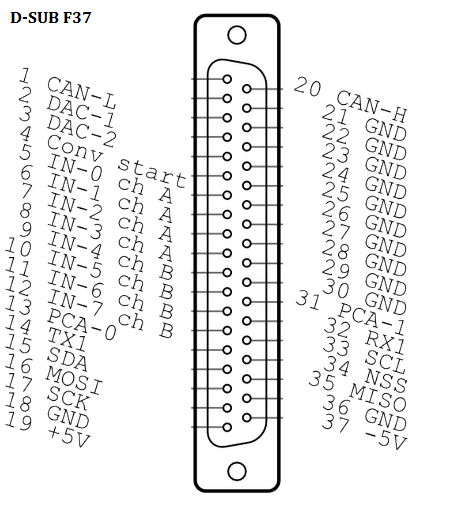 D-SUB F37
1 CAN-L
2 DAC-1
3 DAC-2
4 Conv start
5 IN-0 ch A
6 IN-1 ch A
7 IN-2 ch A
8 IN-3 ch A
9 IN-4 ch B
10 IN-5 ch B
11 IN-6 ch B
12 IN-7 ch B
13 PCA-0
14 TX1
15 SDA
16 MOSI
17 SCK
18 GND
19 +5V
20 CAN-H
21 GND
22 GND
23 GND
24 GND
25 GND
26 GND
27 GND
28 GND
29 GND
30 GND
31 PCA-1
32 RX1
33 SCL
34 NSS
35 MISO
36 GND
37 -5V